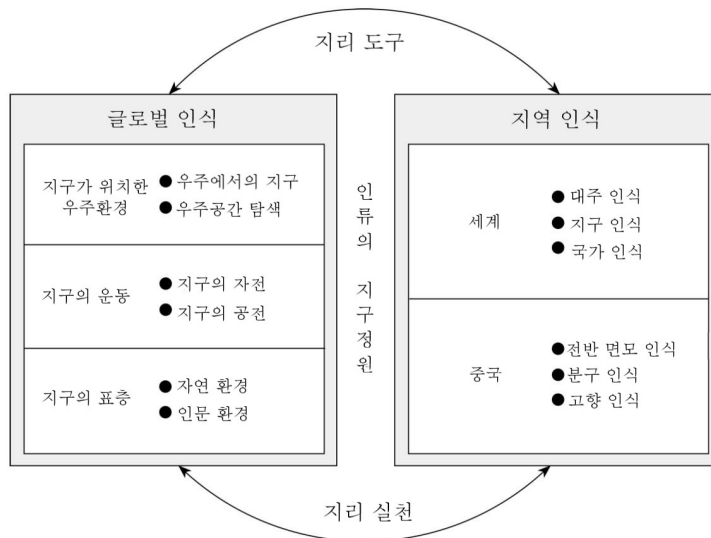 지리 도구
글로벌 인식
지구가 위치한
우주환경
● 우주에서의 지구
● 우주공간 탐색
지구의 운동
● 지구의 자전
● 지구의 공전
지구의 표층
● 자연 환경
● 인문 환경
인류의 지구정원
지역 인식
세계
● 대주 인식
● 지구 인식
● 국가 인식
중국
● 전반 면모 인식
● 분구 인식
● 고향 인식
지리 실천